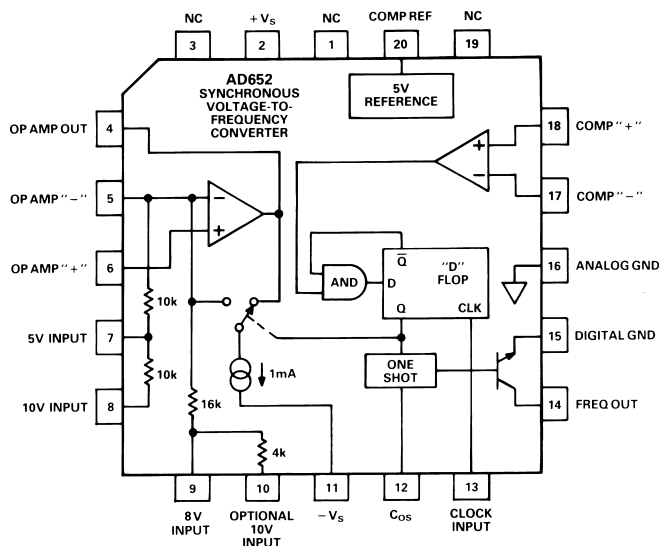 NC
+VS
NC
COMP REF
NC
3
2
1
20
19
AD652
SYNCHRONOUS
VOLTAGE-TO-
FREQUENCY
CONVERTER
5V
REFERENCE
OP AMP OUT
4
18
COMP "+"
+
−
OP AMP "−"
5
−
+
17
COMP "−"
OP AMP "+"
6
16
ANALOG GND
AND
D
Q̅
"D"
FLOP
Q
CLK
10k
5V INPUT
7
15
DIGITAL GND
10k
1mA
ONE
SHOT
10V INPUT
8
16k
14
FREQ OUT
4k
9
10
11
12
13
8V
INPUT
OPTIONAL
10V
INPUT
−VS
COS
CLOCK
INPUT